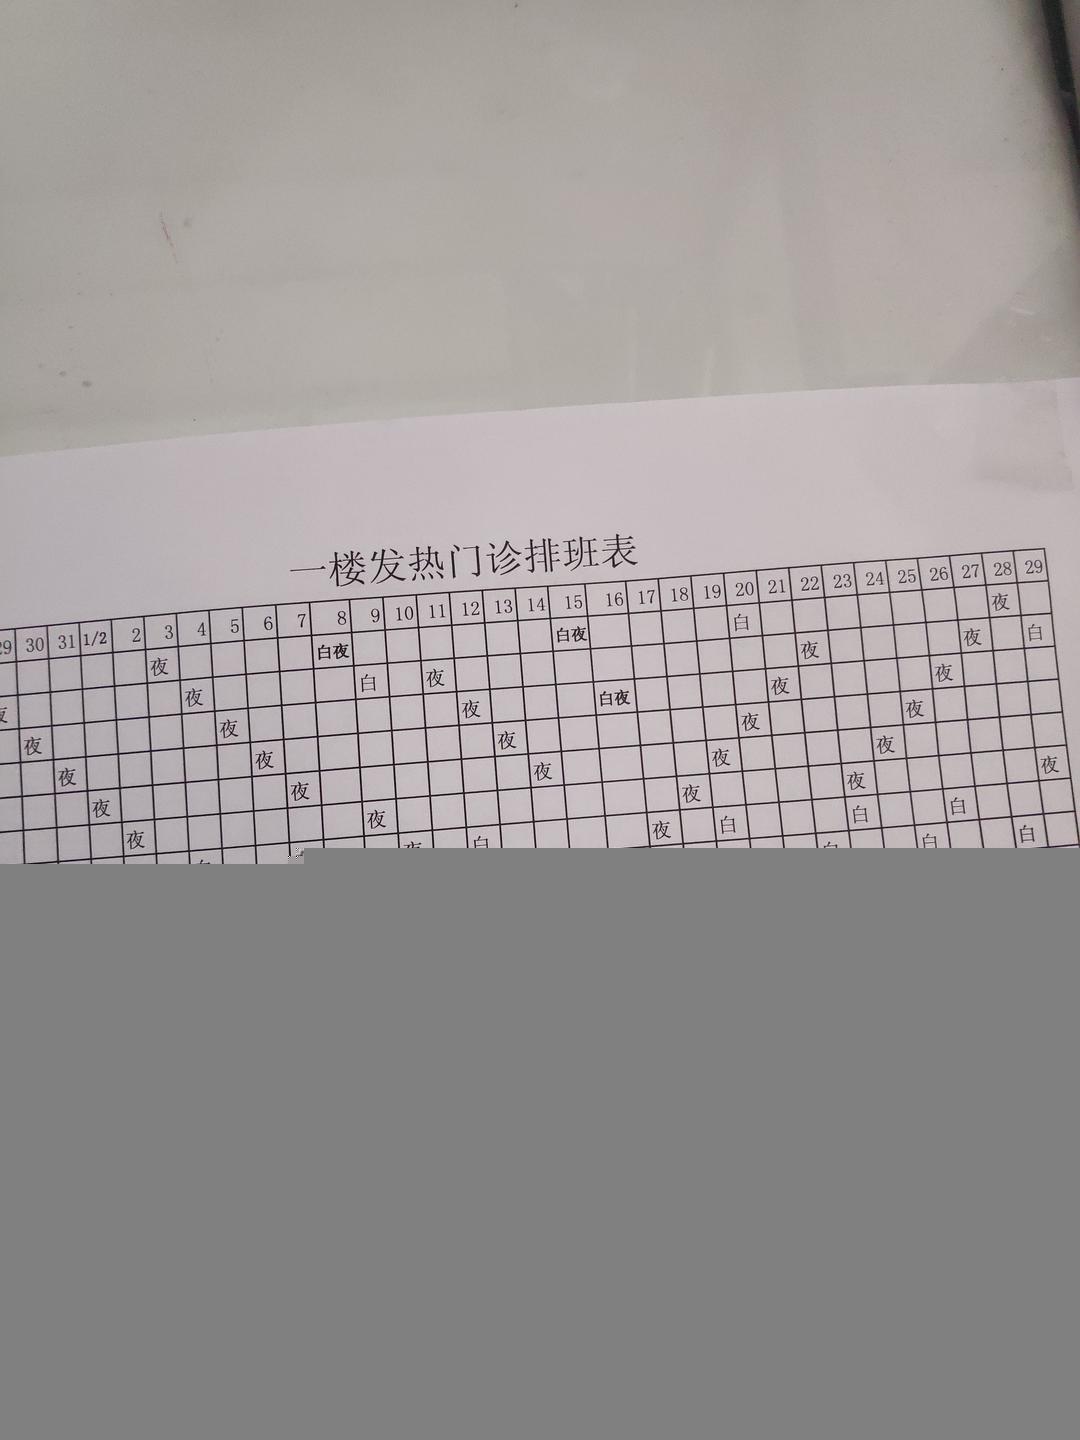 一楼发热门诊排班表
29 30 31 1/2 2 3 4 5 6 7 8 9 10 11 12 13 14 15 16 17 18 19 20 21 22 23 24 25 26 27 28 29
夜 白夜 白夜 白 夜
夜 夜 白 夜 夜 夜 白
夜 夜 夜 白夜 夜 夜
夜 夜 夜 夜 夜
夜 夜 夜 夜 夜
夜 夜 夜 夜 夜
白 夜 白 白 白
白 白